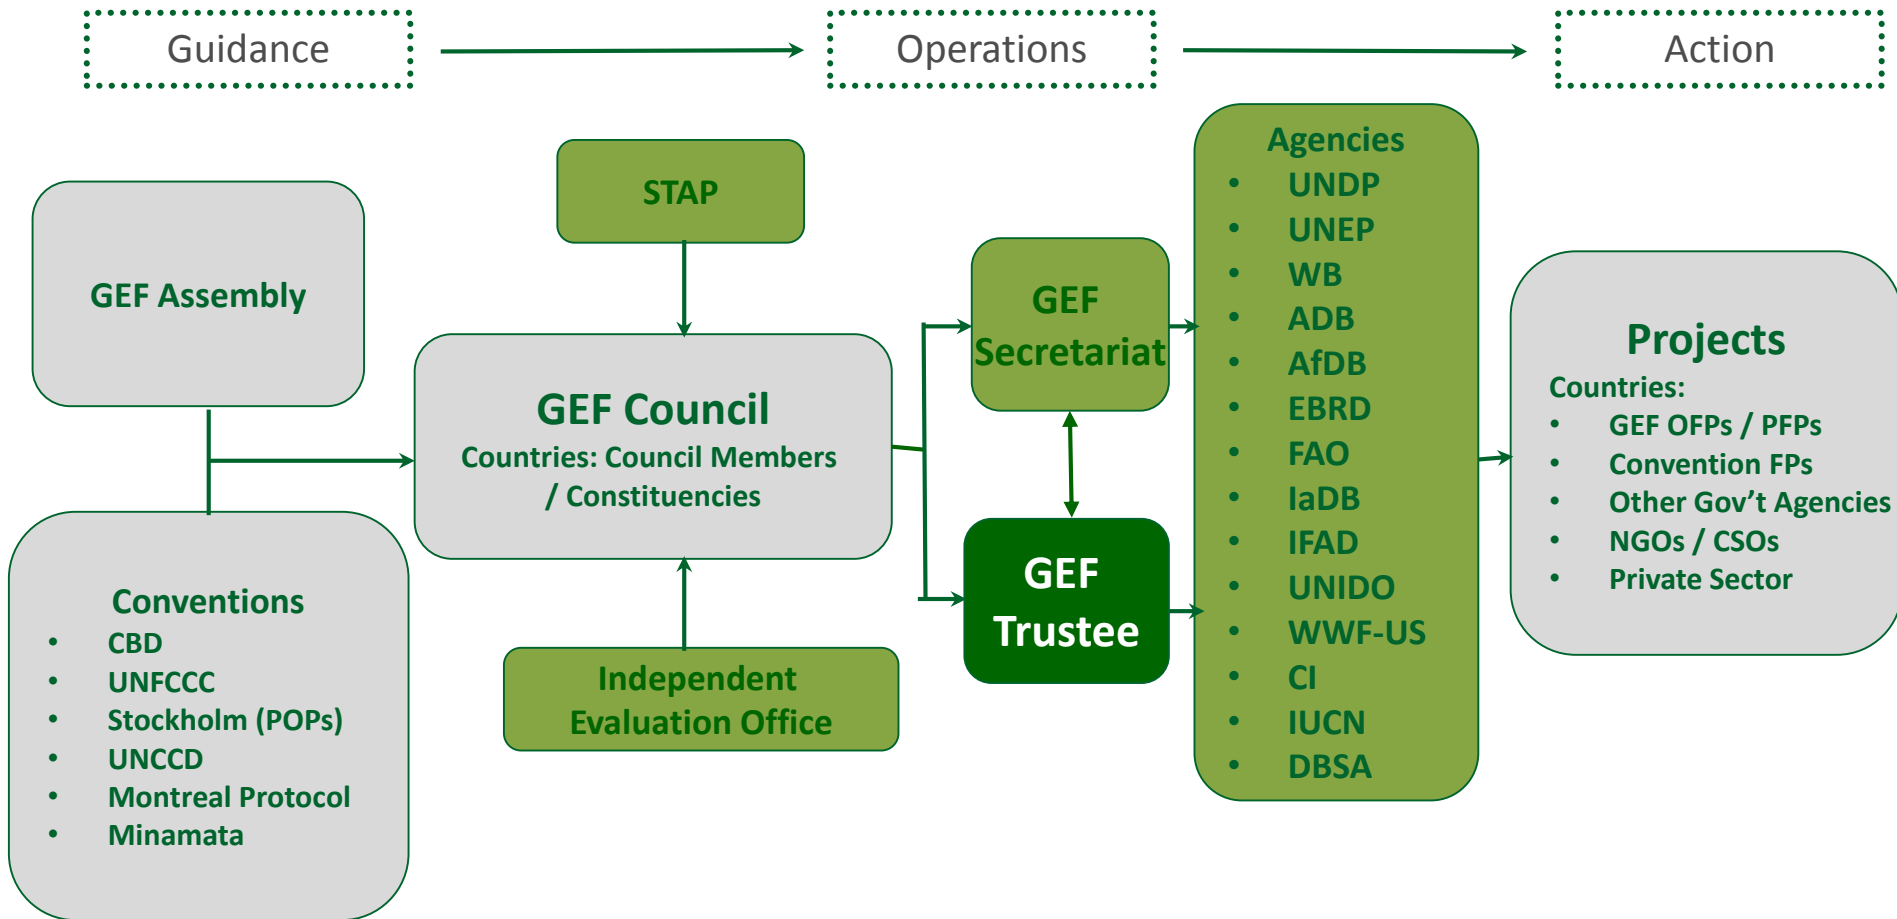 Guidance
Operations
Action
GEF Assembly
Conventions
• CBD
• UNFCCC
• Stockholm (POPs)
• UNCCD
• Montreal Protocol
• Minamata
STAP
GEF Council
Countries: Council Members
/ Constituencies
Independent
Evaluation Office
GEF
Secretariat
GEF
Trustee
Agencies
• UNDP
• UNEP
• WB
• ADB
• AfDB
• EBRD
• FAO
• IaDB
• IFAD
• UNIDO
• WWF-US
• CI
• IUCN
• DBSA
Projects
Countries:
• GEF OFPs / PFPs
• Convention FPs
• Other Gov’t Agencies
• NGOs / CSOs
• Private Sector